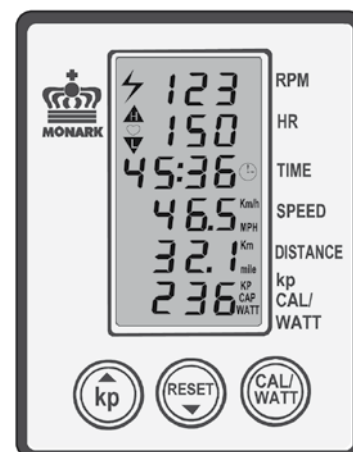 MONARK
123 RPM
H
150 HR
L
45:36 TIME
46.5 Km/h MPH SPEED
32.1 Km mile DISTANCE
236 KP CAP WATT kp CAL/ WATT
kp
RESET
CAL/
WATT